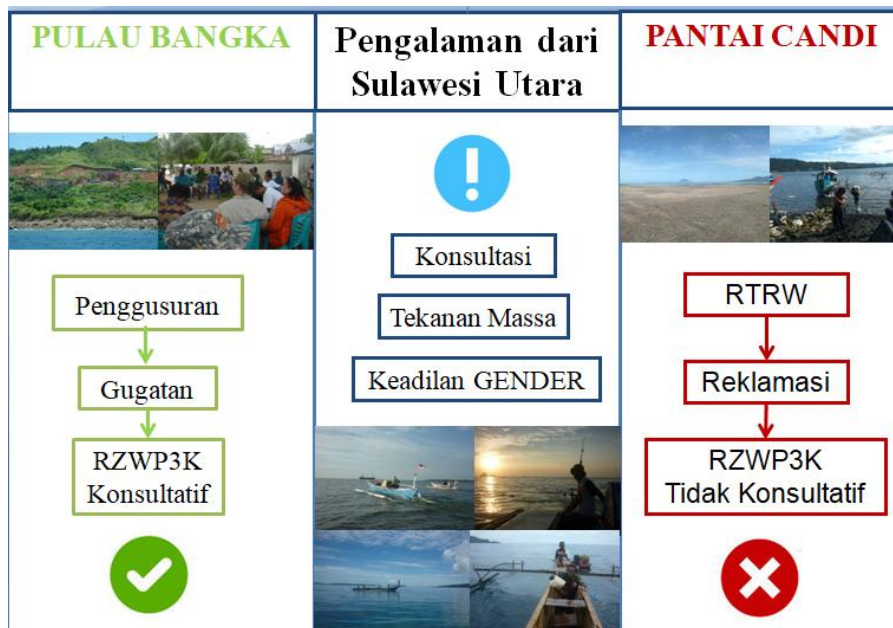 PULAU BANGKA
Pengalaman dari
Sulawesi Utara
PANTAI CANDI
Penggusuran
Gugatan
RZWP3K
Konsultatif
Konsultasi
Tekanan Massa
Keadilan GENDER
RTRW
Reklamasi
RZWP3K
Tidak Konsultatif